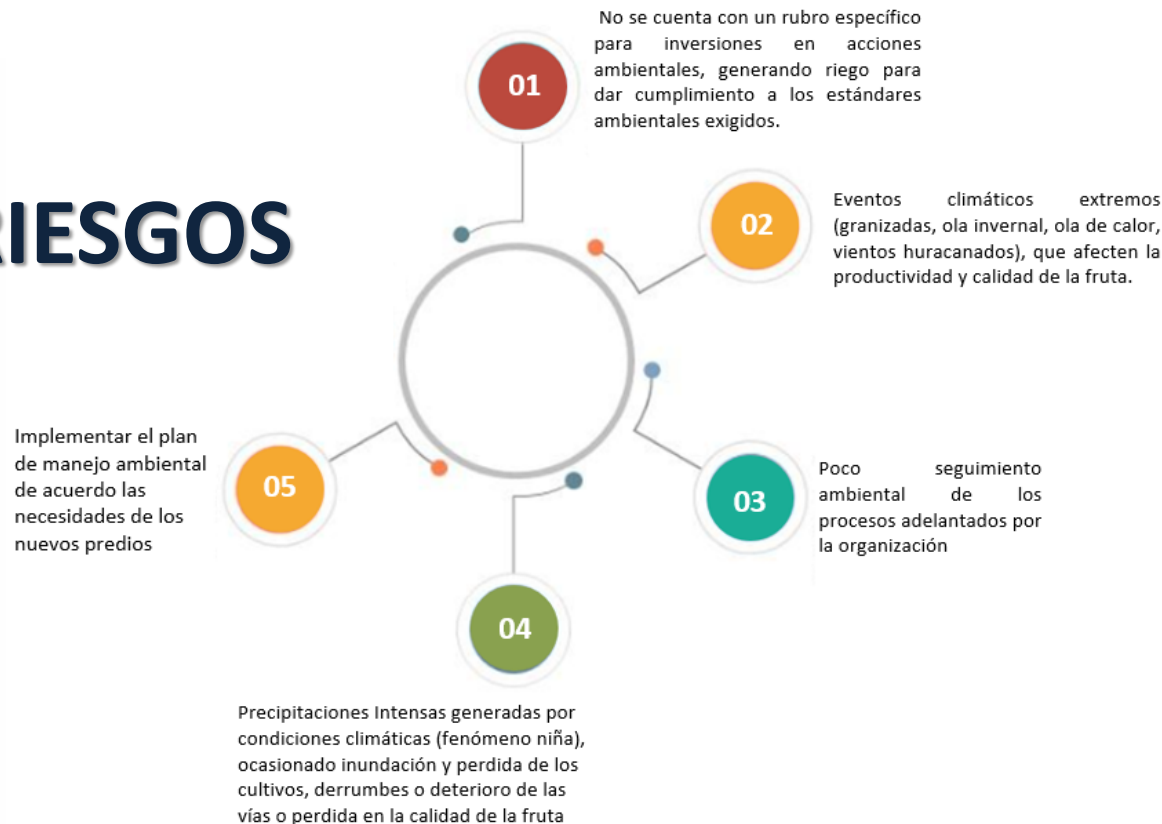 RIESGOS
01
No se cuenta con un rubro específico
para inversiones en acciones
ambientales, generando riego para
dar cumplimiento a los estándares
ambientales exigidos.
02
Eventos climáticos extremos
(granizadas, ola invernal, ola de calor,
vientos huracanados), que afecten la
productividad y calidad de la fruta.
03
Poco seguimiento
ambiental de los
procesos adelantados por
la organización
04
Precipitaciones Intensas generadas por
condiciones climáticas (fenómeno niña),
ocasionado inundación y perdida de los
cultivos, derrumbes o deterioro de las
vías o perdida en la calidad de la fruta
05
Implementar el plan
de manejo ambiental
de acuerdo las
necesidades de los
nuevos predios